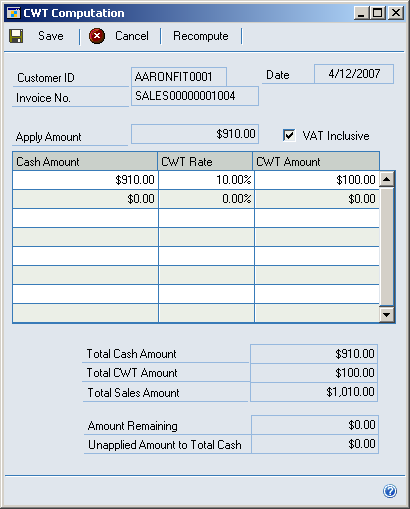 CWT Computation
Save Cancel Recompute
Customer ID AARONFIT0001 Date 4/12/2007
Invoice No. SALES00000001004
Apply Amount $910.00 VAT Inclusive
Cash Amount CWT Rate CWT Amount
$910.00 10.00% $100.00
$0.00 0.00% $0.00
Total Cash Amount $910.00
Total CWT Amount $100.00
Total Sales Amount $1,010.00
Amount Remaining $0.00
Unapplied Amount to Total Cash $0.00